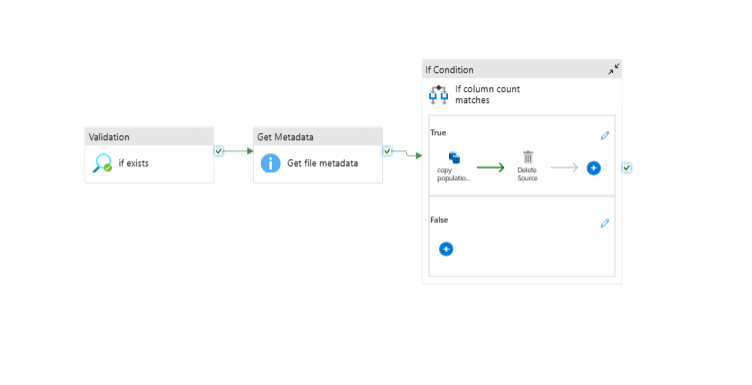 Validation
if exists
Get Metadata
Get file metadata
If Condition
If column count
matches
True
copy
populatio...
Delete
Source
False